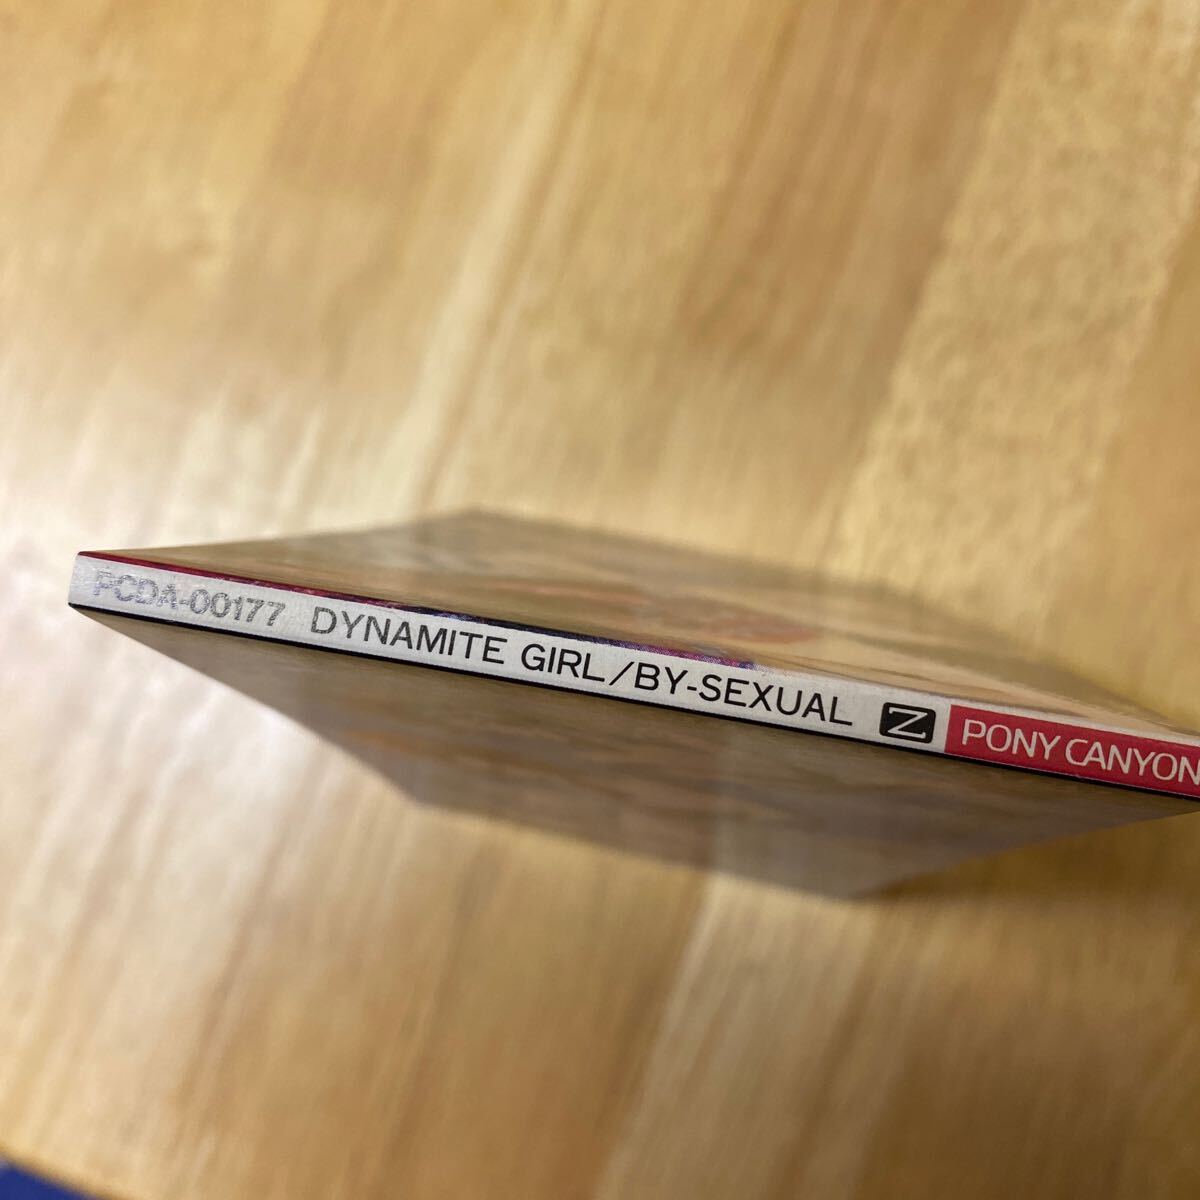 PCDA-00177 DYNAMITE GIRL/BY-SEXUAL Z PONY CANYON